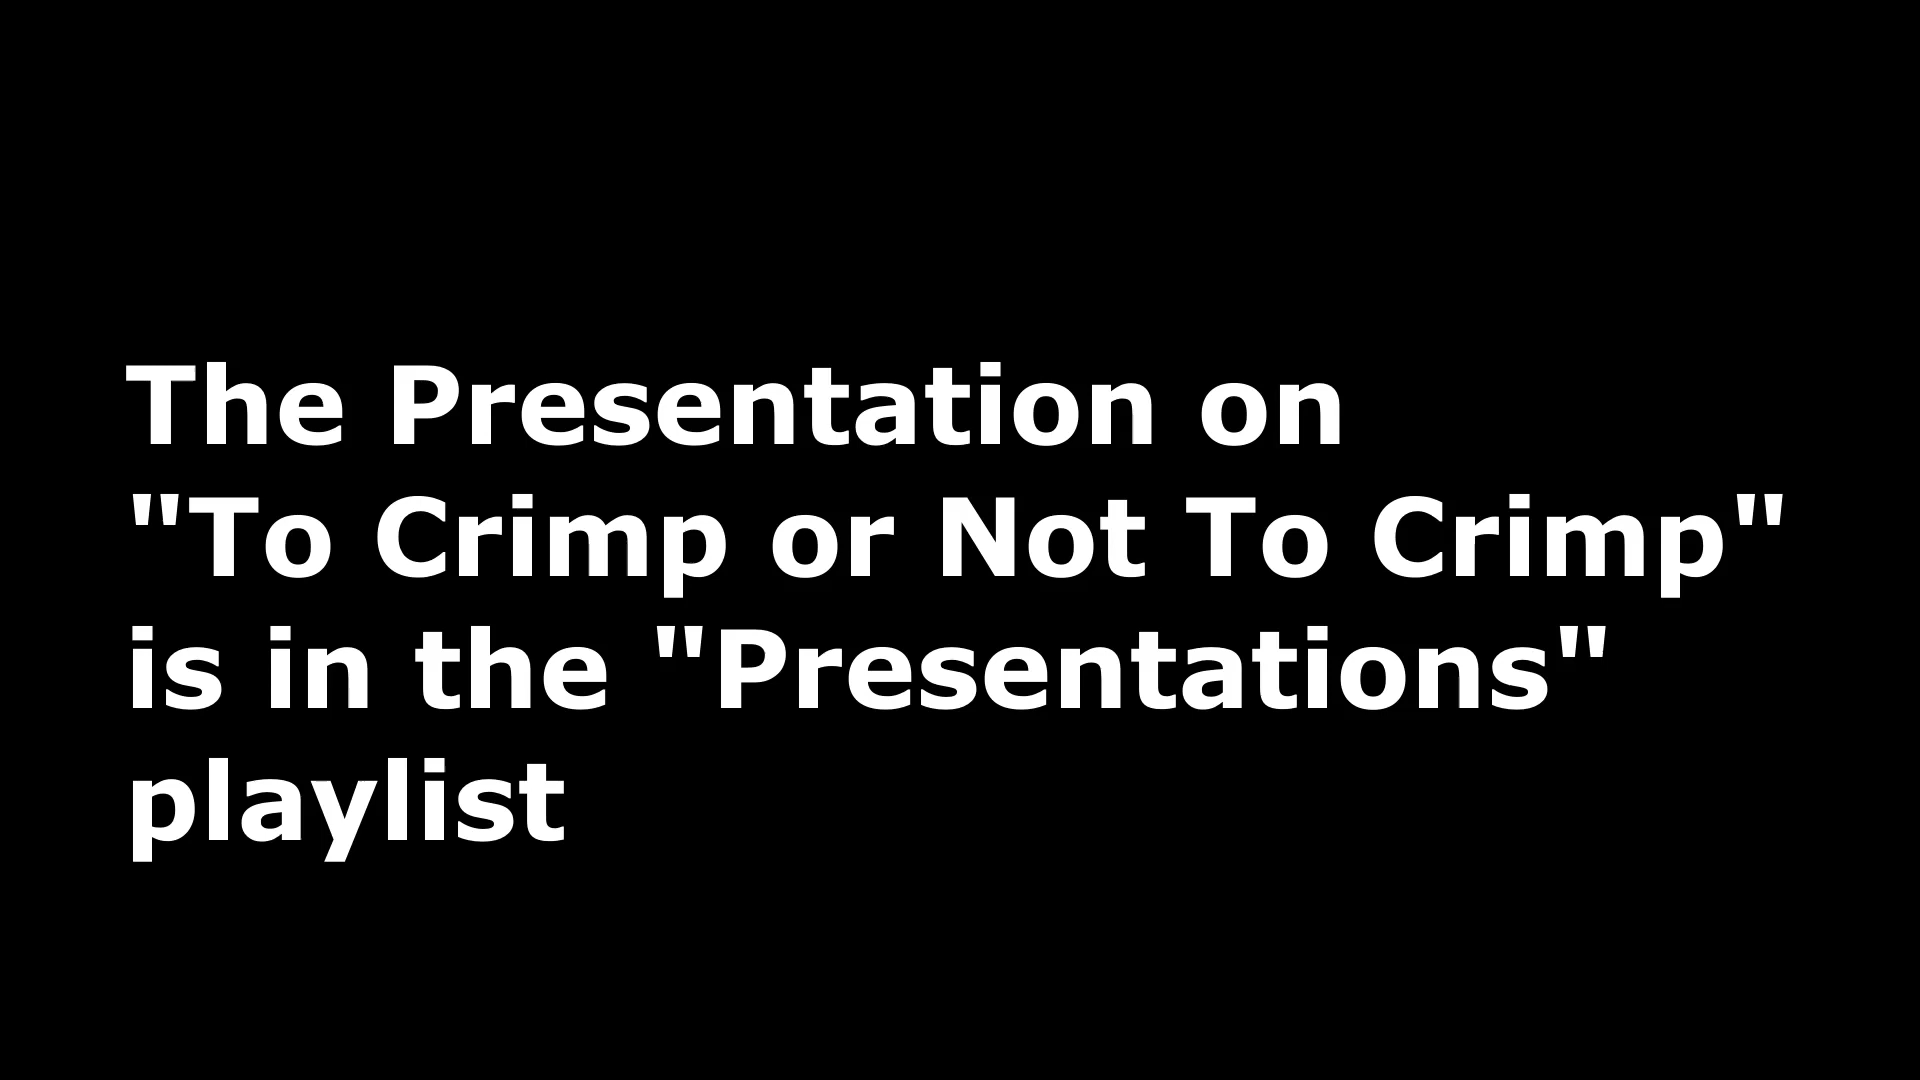 The Presentation on
"To Crimp or Not To Crimp"
is in the "Presentations"
playlist